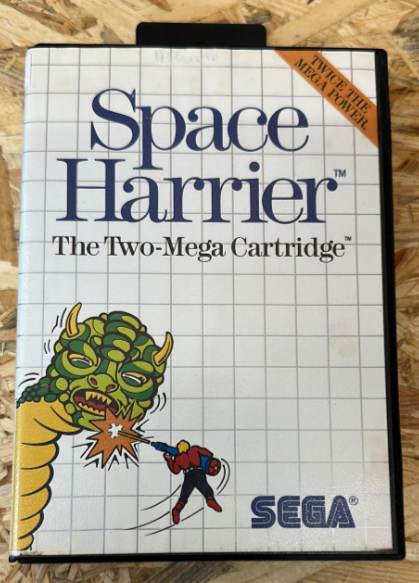 TWICE THE
MEGA POWER
Space
Harrier™
The Two-Mega Cartridge™
SEGA®